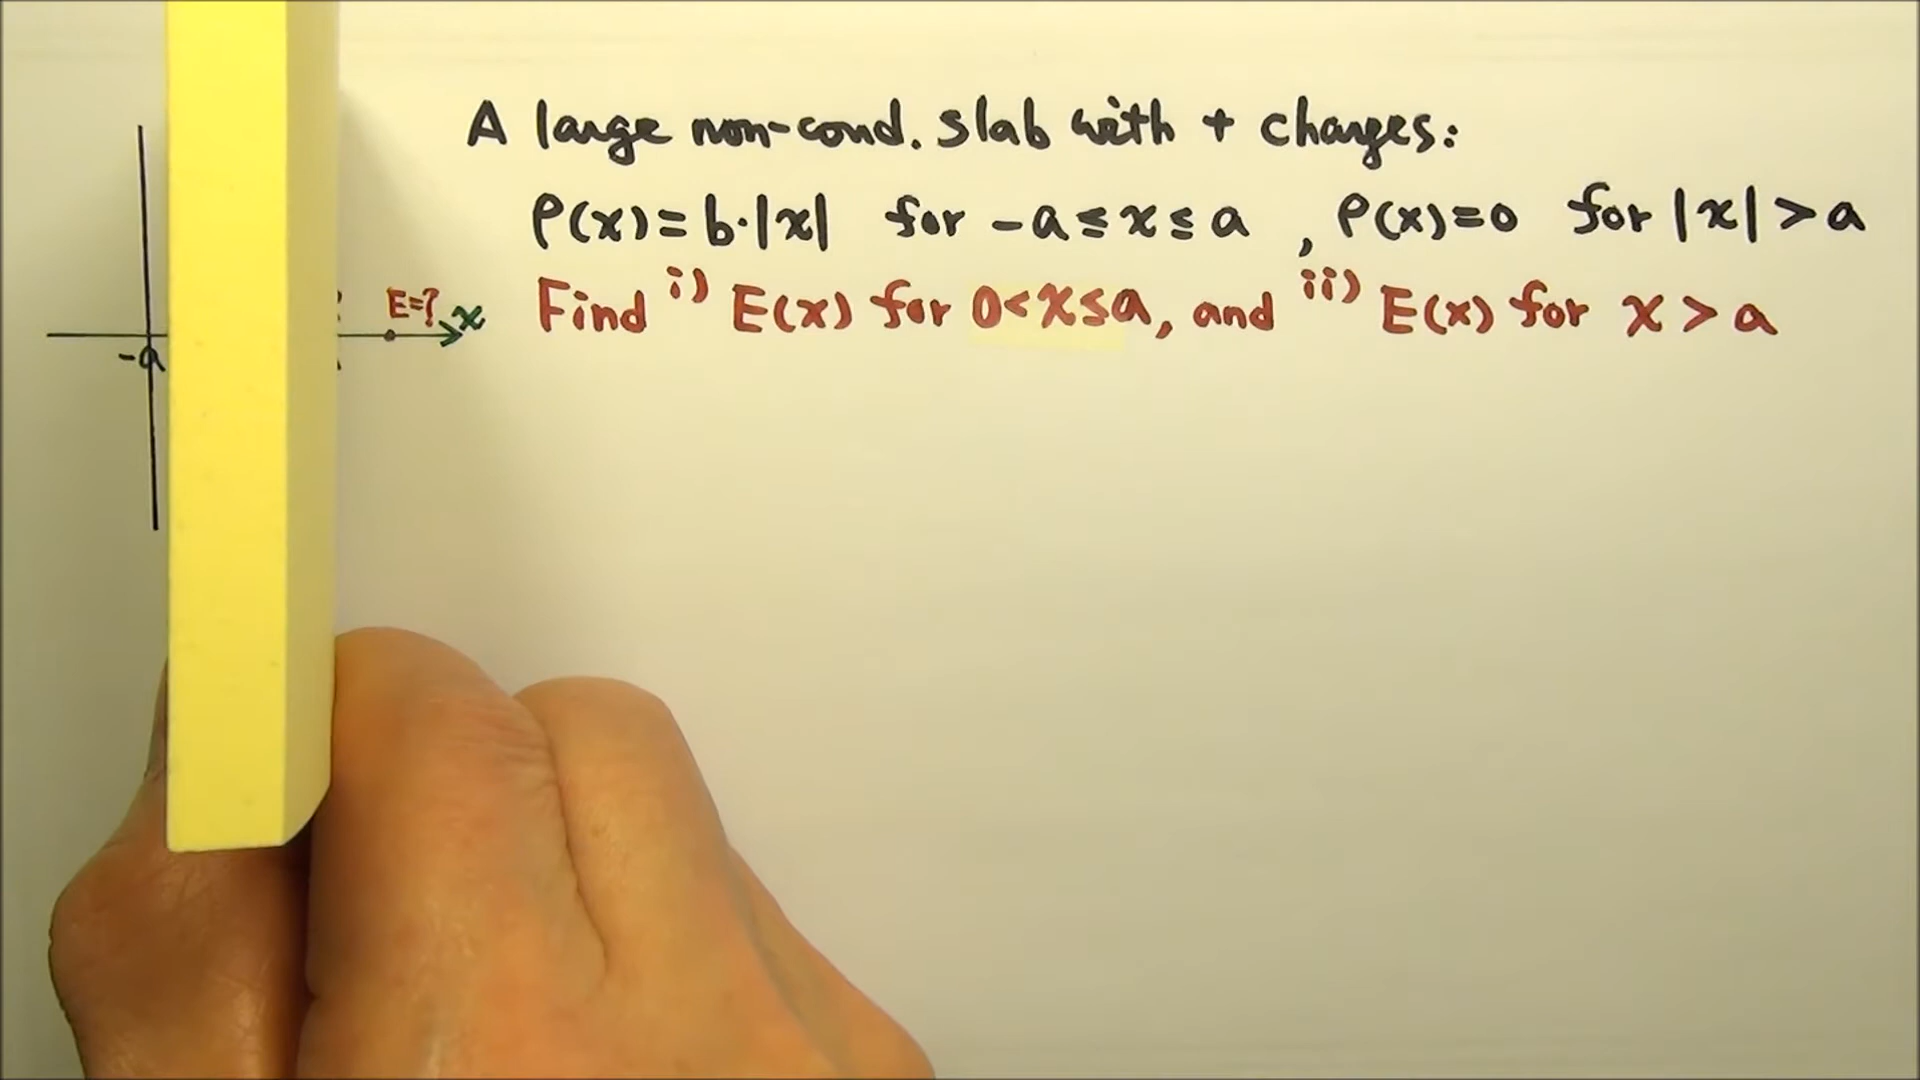 A large non-cond. slab with + charges:
ρ(x)=b·|x| for -a≤x≤a , ρ(x)=0 for |x|>a
Find i) E(x) for 0<x≤a, and ii) E(x) for x>a
E=? x
-a